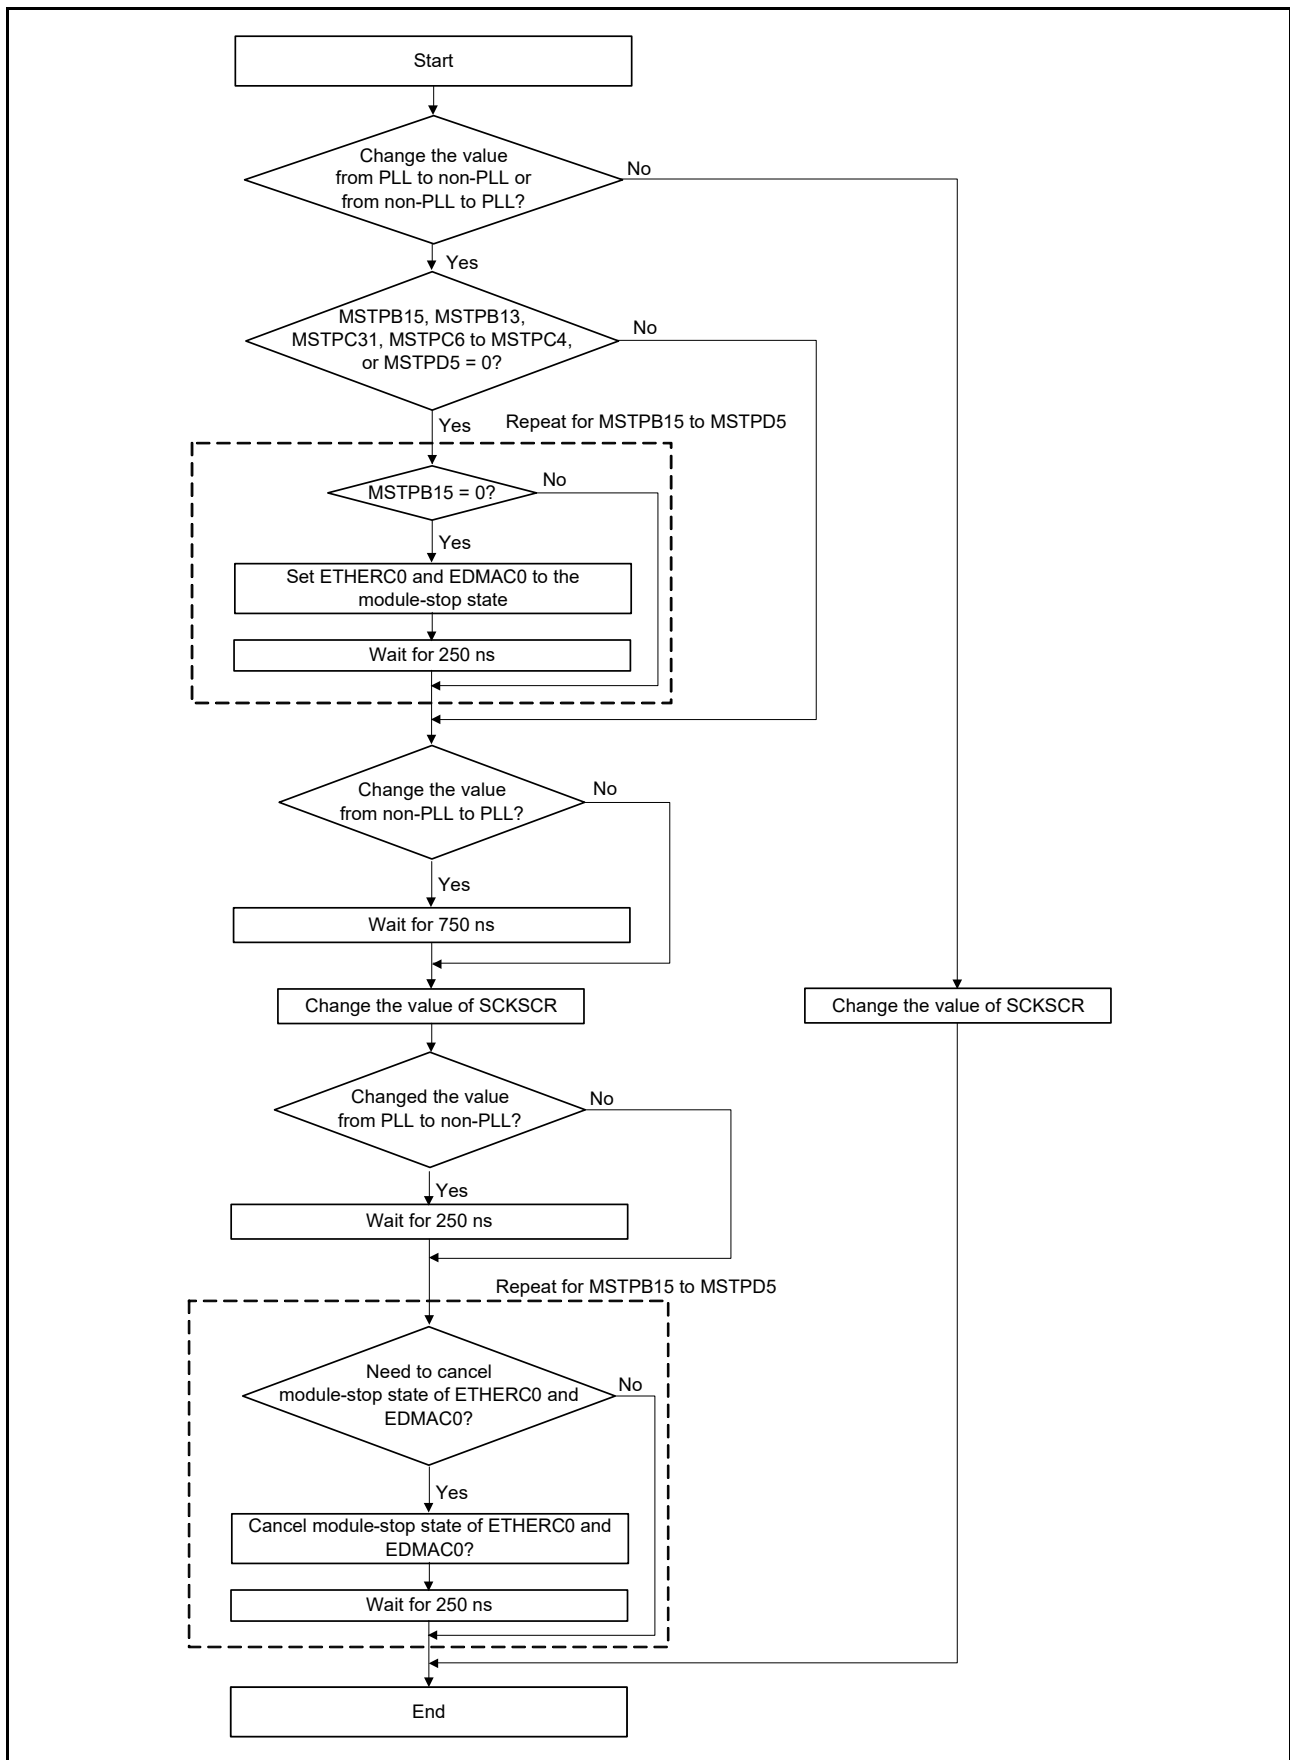 Start
Change the value
from PLL to non-PLL or
from non-PLL to PLL?
No
Yes
MSTPB15, MSTPB13,
MSTPC31, MSTPC6 to MSTPC4,
or MSTPD5 = 0?
No
Yes
Repeat for MSTPB15 to MSTPD5
MSTPB15 = 0?
No
Yes
Set ETHERC0 and EDMAC0 to the
module-stop state
Wait for 250 ns
Change the value
from non-PLL to PLL?
No
Yes
Wait for 750 ns
Change the value of SCKSCR
Change the value of SCKSCR
Changed the value
from PLL to non-PLL?
No
Yes
Wait for 250 ns
Repeat for MSTPB15 to MSTPD5
Need to cancel
module-stop state of ETHERC0 and
EDMAC0?
No
Yes
Cancel module-stop state of ETHERC0 and
EDMAC0?
Wait for 250 ns
End